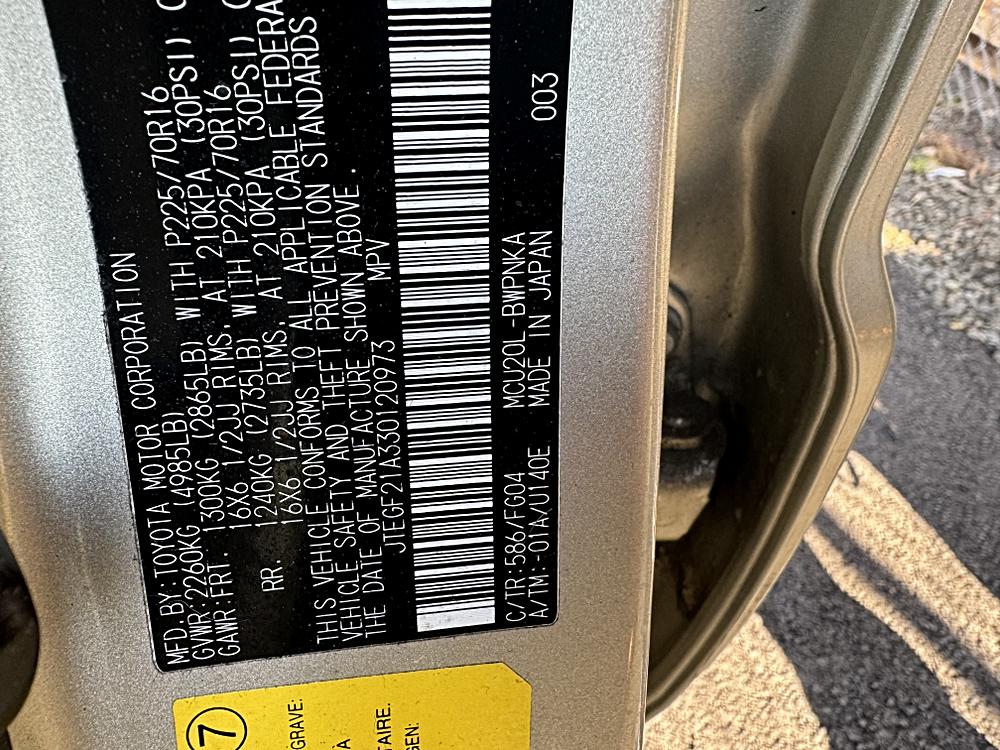 MFD.BY:TOYOTA MOTOR CORPORATION
GVWR:2260KG (4985LB)
GAWR:FRT. 1300KG (2865LB) WITH P225/70R16
16X6 1/2JJ RIMS, AT 210KPA (30PSI) C
RR. 1240KG (2735LB) WITH P225/70R16
16X6 1/2JJ RIMS, AT 210KPA (30PSI) C
THIS VEHICLE CONFORMS TO ALL APPLICABLE FEDERA
VEHICLE SAFETY AND THEFT PREVENTION STANDARDS
THE DATE OF MANUFACTURE SHOWN ABOVE.
JTEGF21A330120973 MPV
C/TR:586/FG04 MCU20L-BWPNKA 003
A/TM:-01A/U140E MADE IN JAPAN
7
GRAVE:
À
TAIRE.
GEN: